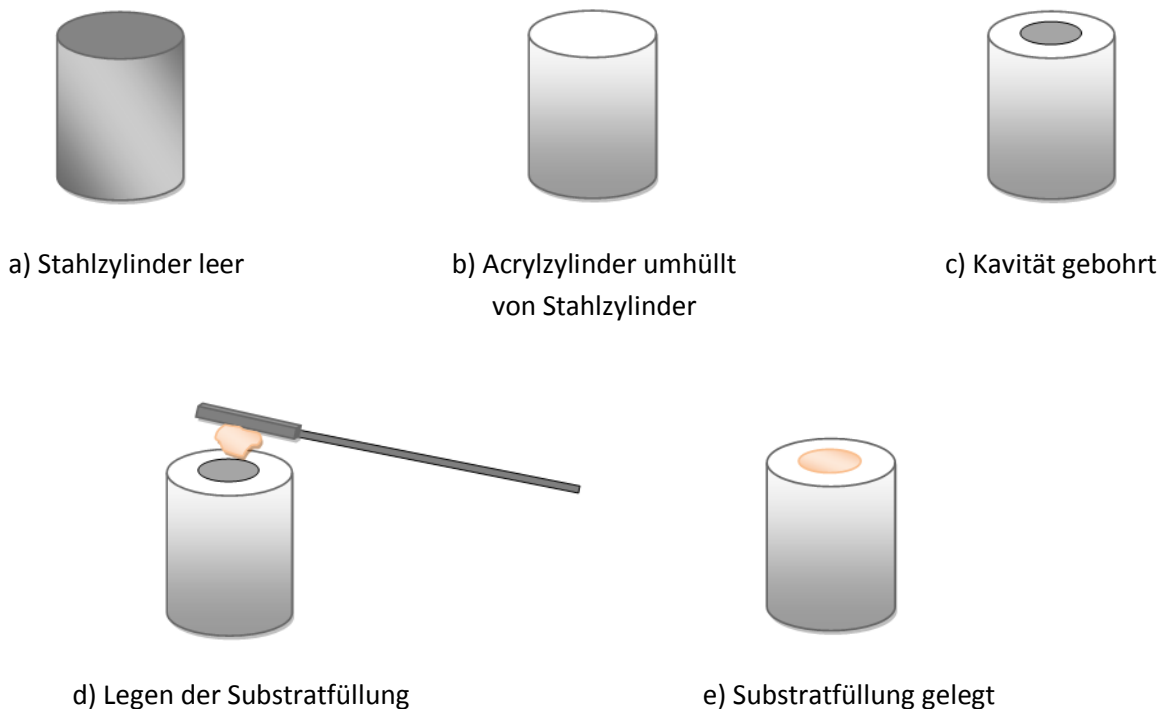 a) Stahlzylinder leer
b) Acrylzylinder umhüllt
von Stahlzylinder
c) Kavität gebohrt
d) Legen der Substratfüllung
e) Substratfüllung gelegt